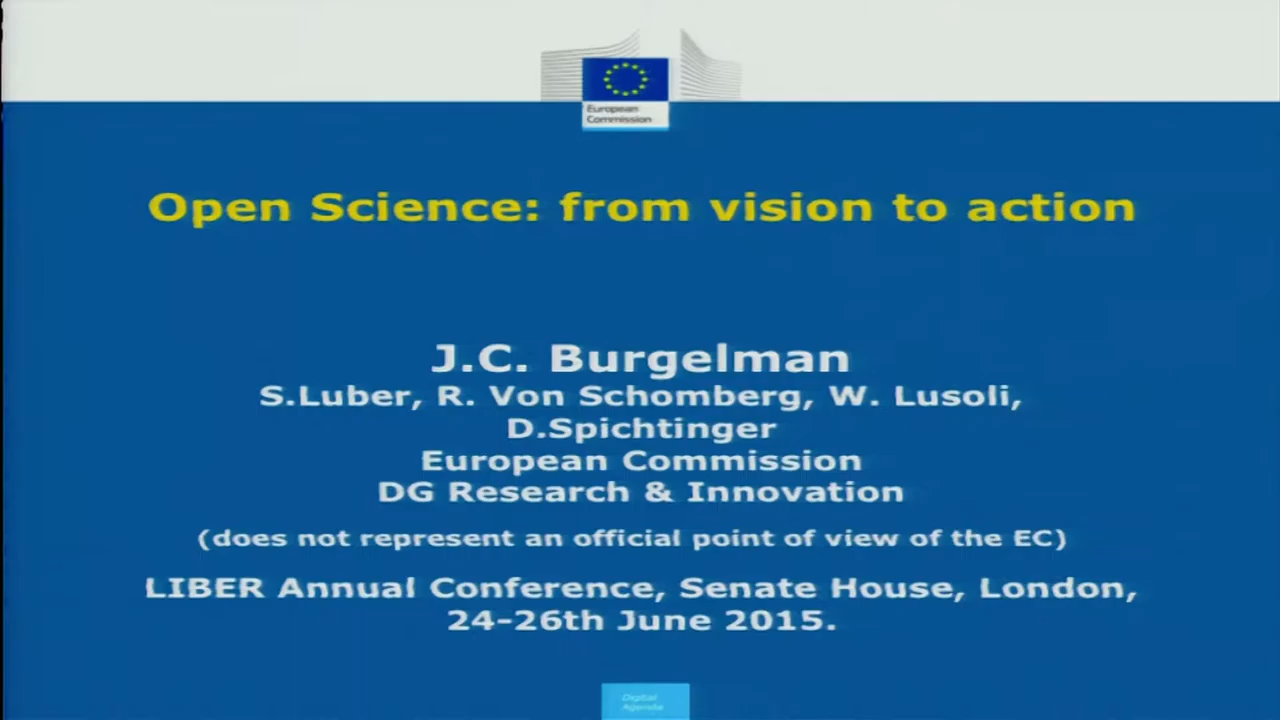 European
Commission
Open Science: from vision to action
J.C. Burgelman
S.Luber, R. Von Schomberg, W. Lusoli,
D.Spichtinger
European Commission
DG Research & Innovation
(does not represent an official point of view of the EC)
LIBER Annual Conference, Senate House, London,
24-26th June 2015.
Digital
Agenda